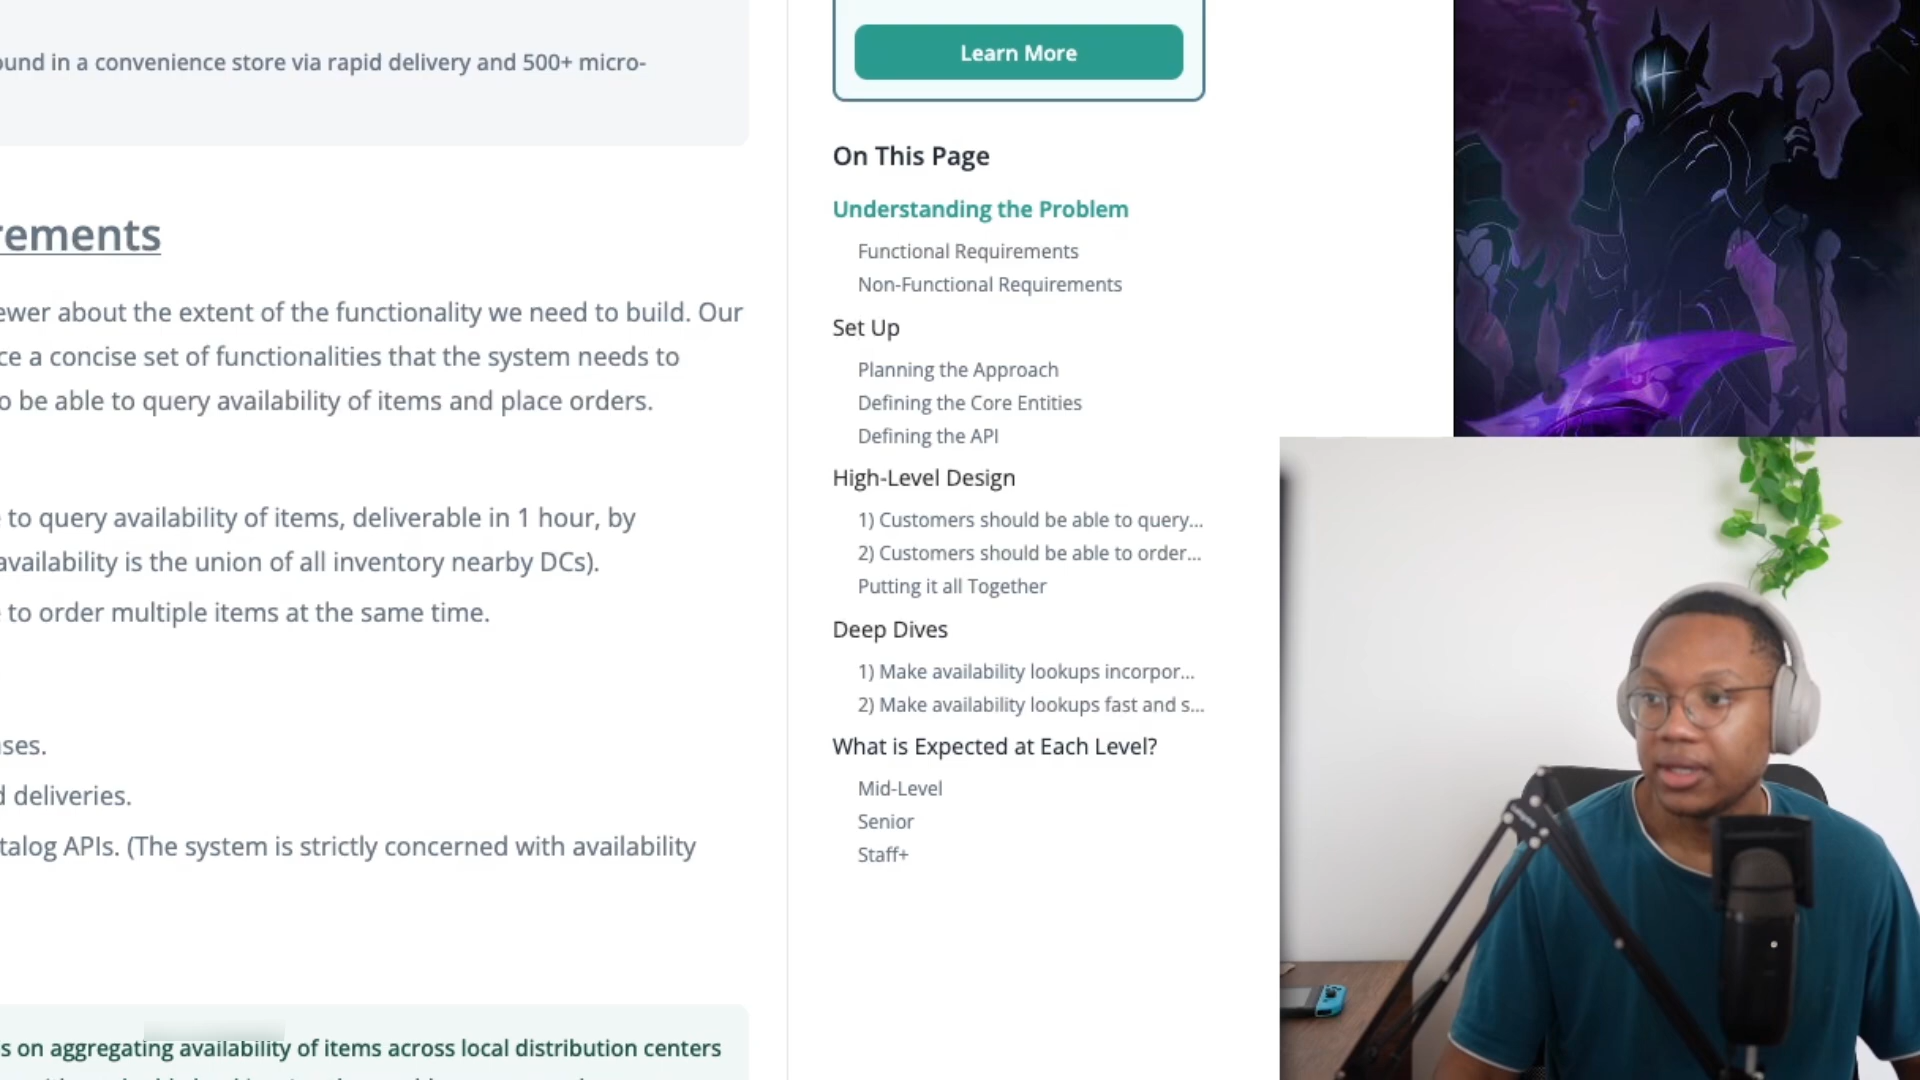 ound in a convenience store via rapid delivery and 500+ micro-
rements
ewer about the extent of the functionality we need to build. Our
ce a concise set of functionalities that the system needs to
o be able to query availability of items and place orders.
to query availability of items, deliverable in 1 hour, by
availability is the union of all inventory nearby DCs).
to order multiple items at the same time.
ses.
d deliveries.
talog APIs. (The system is strictly concerned with availability
s on aggregating availability of items across local distribution centers
Learn More
On This Page
Understanding the Problem
Functional Requirements
Non-Functional Requirements
Set Up
Planning the Approach
Defining the Core Entities
Defining the API
High-Level Design
1) Customers should be able to query...
2) Customers should be able to order...
Putting it all Together
Deep Dives
1) Make availability lookups incorpor...
2) Make availability lookups fast and s...
What is Expected at Each Level?
Mid-Level
Senior
Staff+